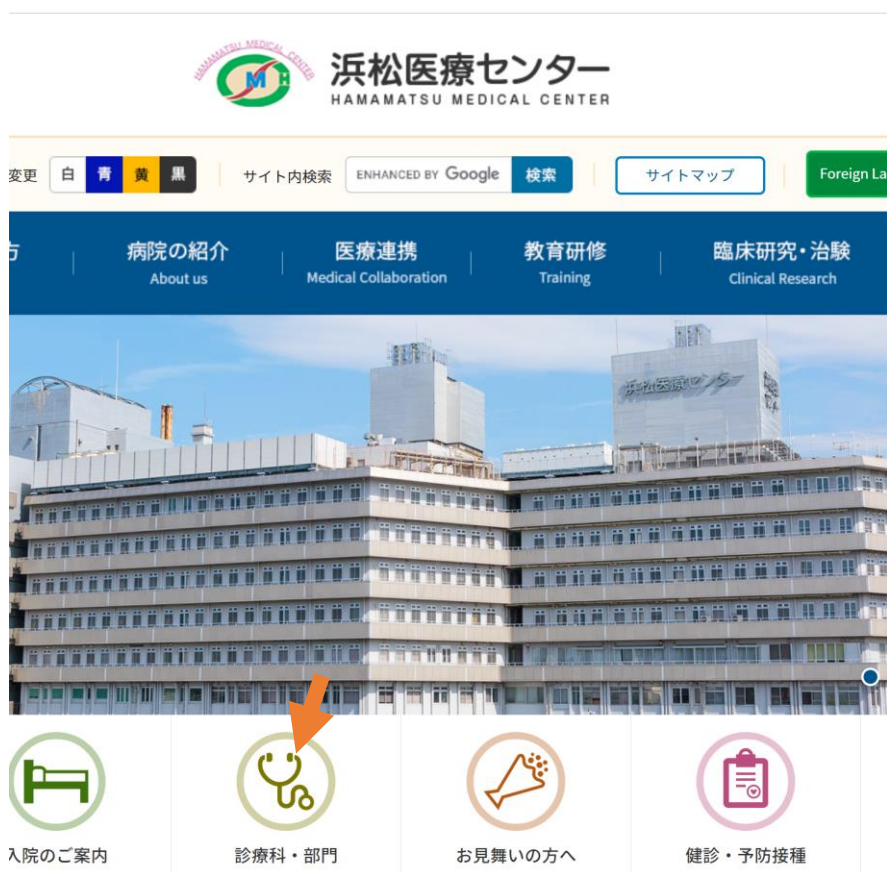 HAMAMATSU MEDICAL CENTER
MH
浜松医療センター
HAMAMATSU MEDICAL CENTER
変更 白 青 黄 黒 サイト内検索 ENHANCED BY Google 検索 サイトマップ Foreign La
方 病院の紹介 医療連携 教育研修 臨床研究・治験
About us Medical Collaboration Training Clinical Research
浜松医療センター
入院のご案内 診療科・部門 お見舞いの方へ 健診・予防接種